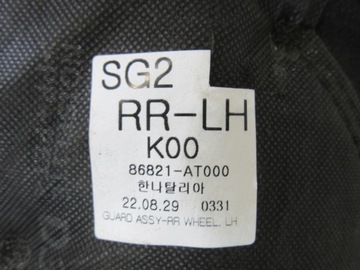 SG2
RR-LH
K00
86821-AT000
한나탈리아
22.08.29 0331
GUARD ASSY-RR WHEEL, LH